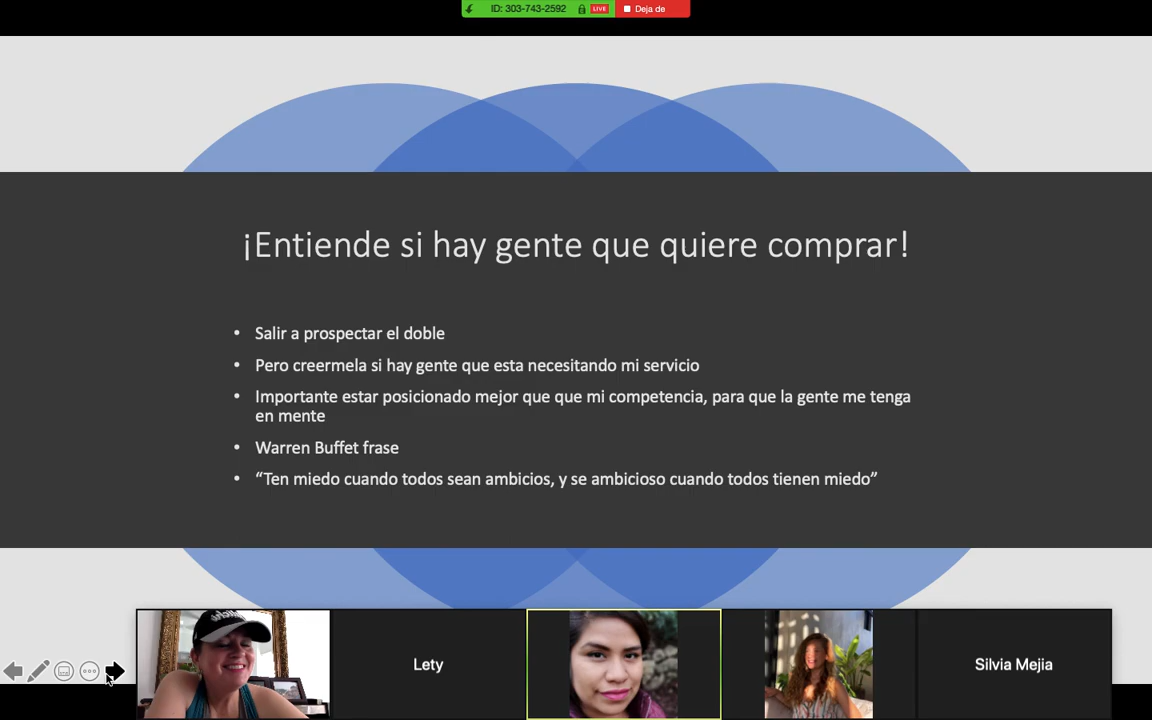 ID: 303-743-2592 LIVE Deja de
¡Entiende si hay gente que quiere comprar!
• Salir a prospectar el doble
• Pero creermela si hay gente que esta necesitando mi servicio
• Importante estar posicionado mejor que que mi competencia, para que la gente me tenga
en mente
• Warren Buffet frase
• “Ten miedo cuando todos sean ambicios, y se ambicioso cuando todos tienen miedo”
Lety
Silvia Mejia